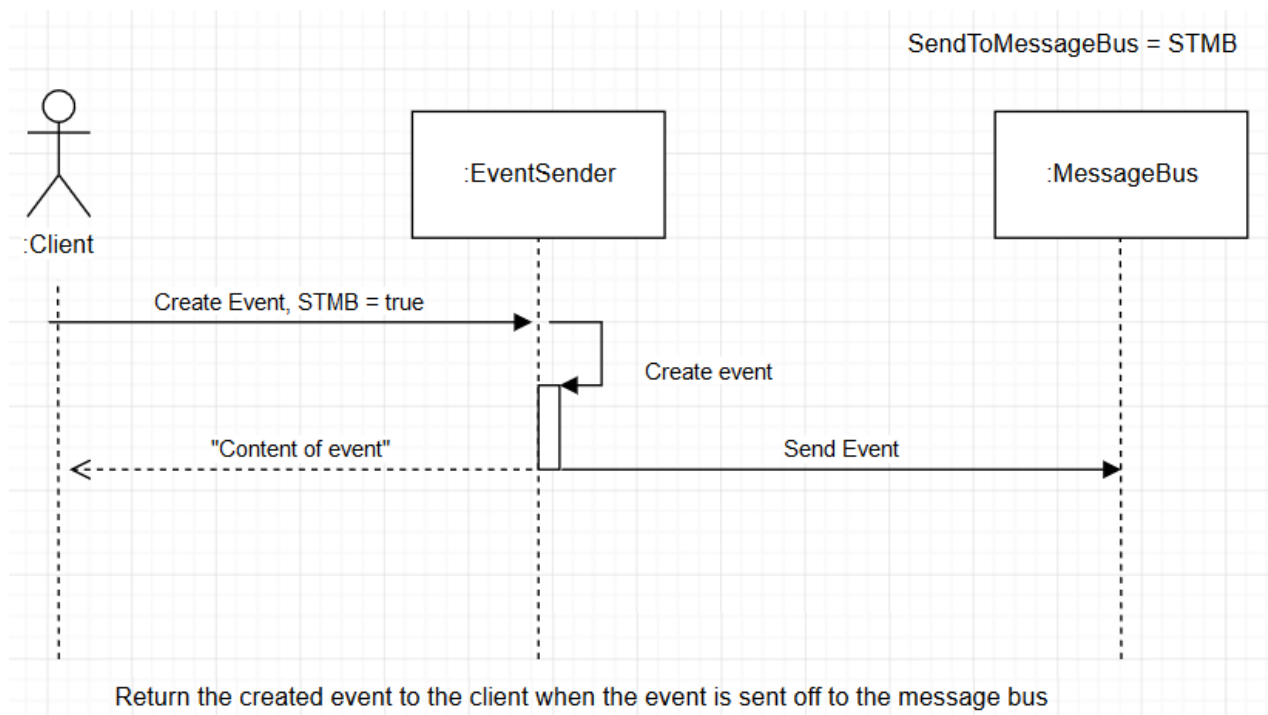 SendToMessageBus = STMB
:EventSender
:MessageBus
:Client
Create Event, STMB = true
Create event
"Content of event"
Send Event
Return the created event to the client when the event is sent off to the message bus